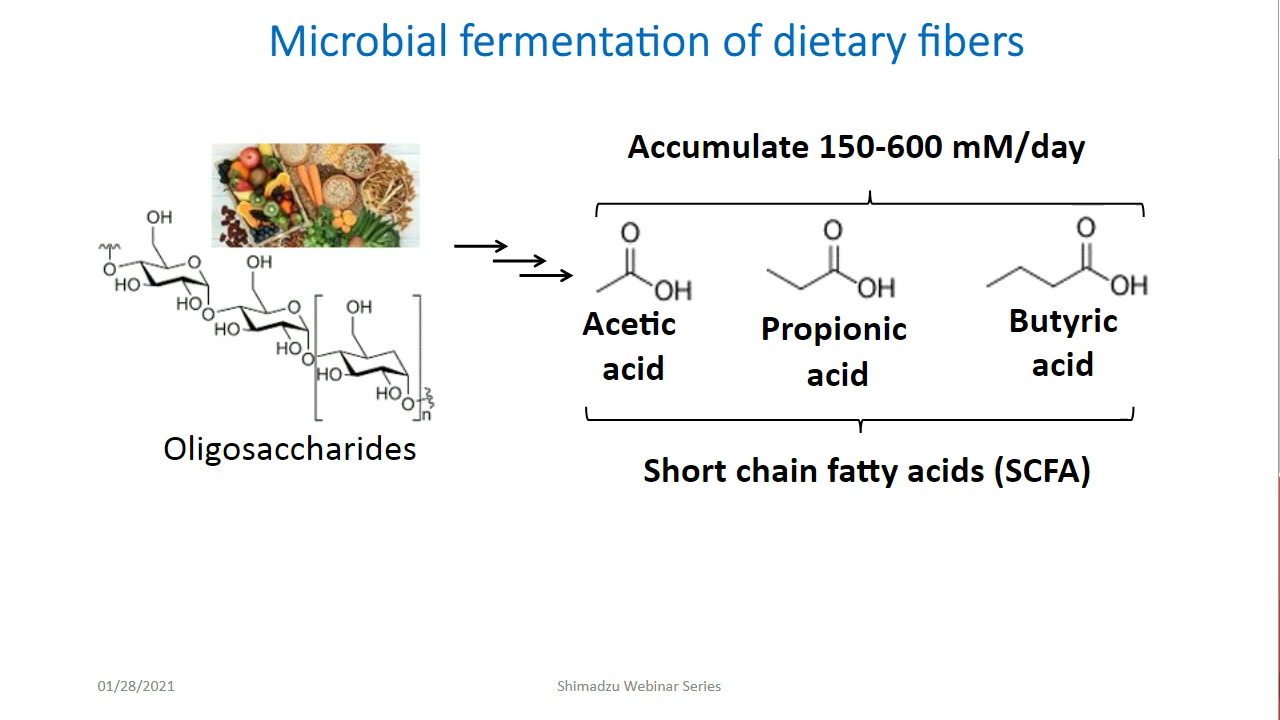 Microbial fermentation of dietary fibers
Accumulate 150-600 mM/day
OH
O
HO
HO
O
O
OH
HO
HO
O
O
OH
HO
HO
O
n
Oligosaccharides
O
OH
Acetic
acid
O
OH
Propionic
acid
O
OH
Butyric
acid
Short chain fatty acids (SCFA)
01/28/2021
Shimadzu Webinar Series